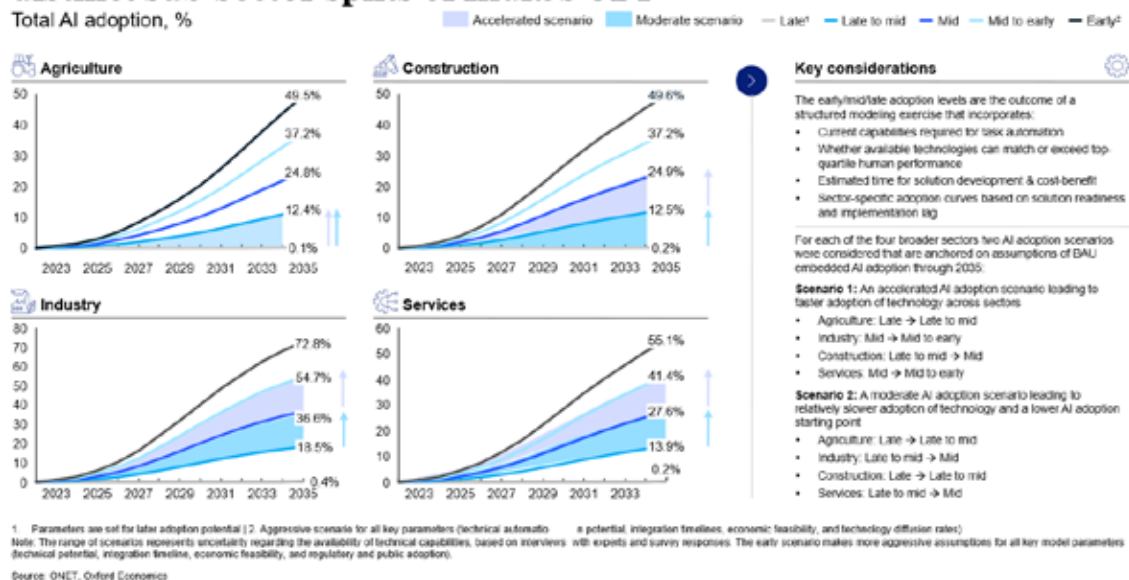 Total AI adoption, %
Accelerated scenario
Moderate scenario
Late¹
Late to mid
Mid
Mid to early
Early²
Agriculture
50
40
30
20
10
0
49.5%
37.2%
24.8%
12.4%
0.1%
2023 2025 2027 2029 2031 2033 2035
Construction
50
40
30
20
10
0
49.6%
37.2%
24.9%
12.5%
0.2%
2023 2025 2027 2029 2031 2033 2035
Industry
80
70
60
50
40
30
20
10
0
72.8%
54.7%
36.6%
18.5%
0.4%
2023 2025 2027 2029 2031 2033 2035
Services
60
50
40
30
20
10
0
55.1%
41.4%
27.6%
13.9%
0.2%
2023 2025 2027 2029 2031 2033
Key considerations
The early/mid/late adoption levels are the outcome of a
structured modeling exercise that incorporates:
• Current capabilities required for task automation
• Whether available technologies can match or exceed top-
quartile human performance
• Estimated time for solution development & cost-benefit
• Sector-specific adoption curves based on solution readiness
and implementation lag
For each of the four broader sectors two AI adoption scenarios
were considered that are anchored on assumptions of BAU
embedded AI adoption through 2035:
Scenario 1: An accelerated AI adoption scenario leading to
faster adoption of technology across sectors
• Agriculture: Late → Late to mid
• Industry: Mid → Mid to early
• Construction: Late to mid → Mid
• Services: Mid → Mid to early
Scenario 2: A moderate AI adoption scenario leading to
relatively slower adoption of technology and a lower AI adoption
starting point
• Agriculture: Late → Late to mid
• Industry: Late to mid → Mid
• Construction: Late → Late to mid
• Services: Late to mid → Mid
1. Parameters are set for later adoption potential | 2. Aggressive scenario for all key parameters (technical automatio n potential, integration timelines, economic feasibility, and technology diffusion rates)
Note: The range of scenarios represents uncertainty regarding the availability of technical capabilities, based on interviews with experts and survey responses. The early scenario makes more aggressive assumptions for all key model parameters
(technical potential, integration timeline, economic feasibility, and regulatory and public adoption).
Source: ONET, Oxford Economics